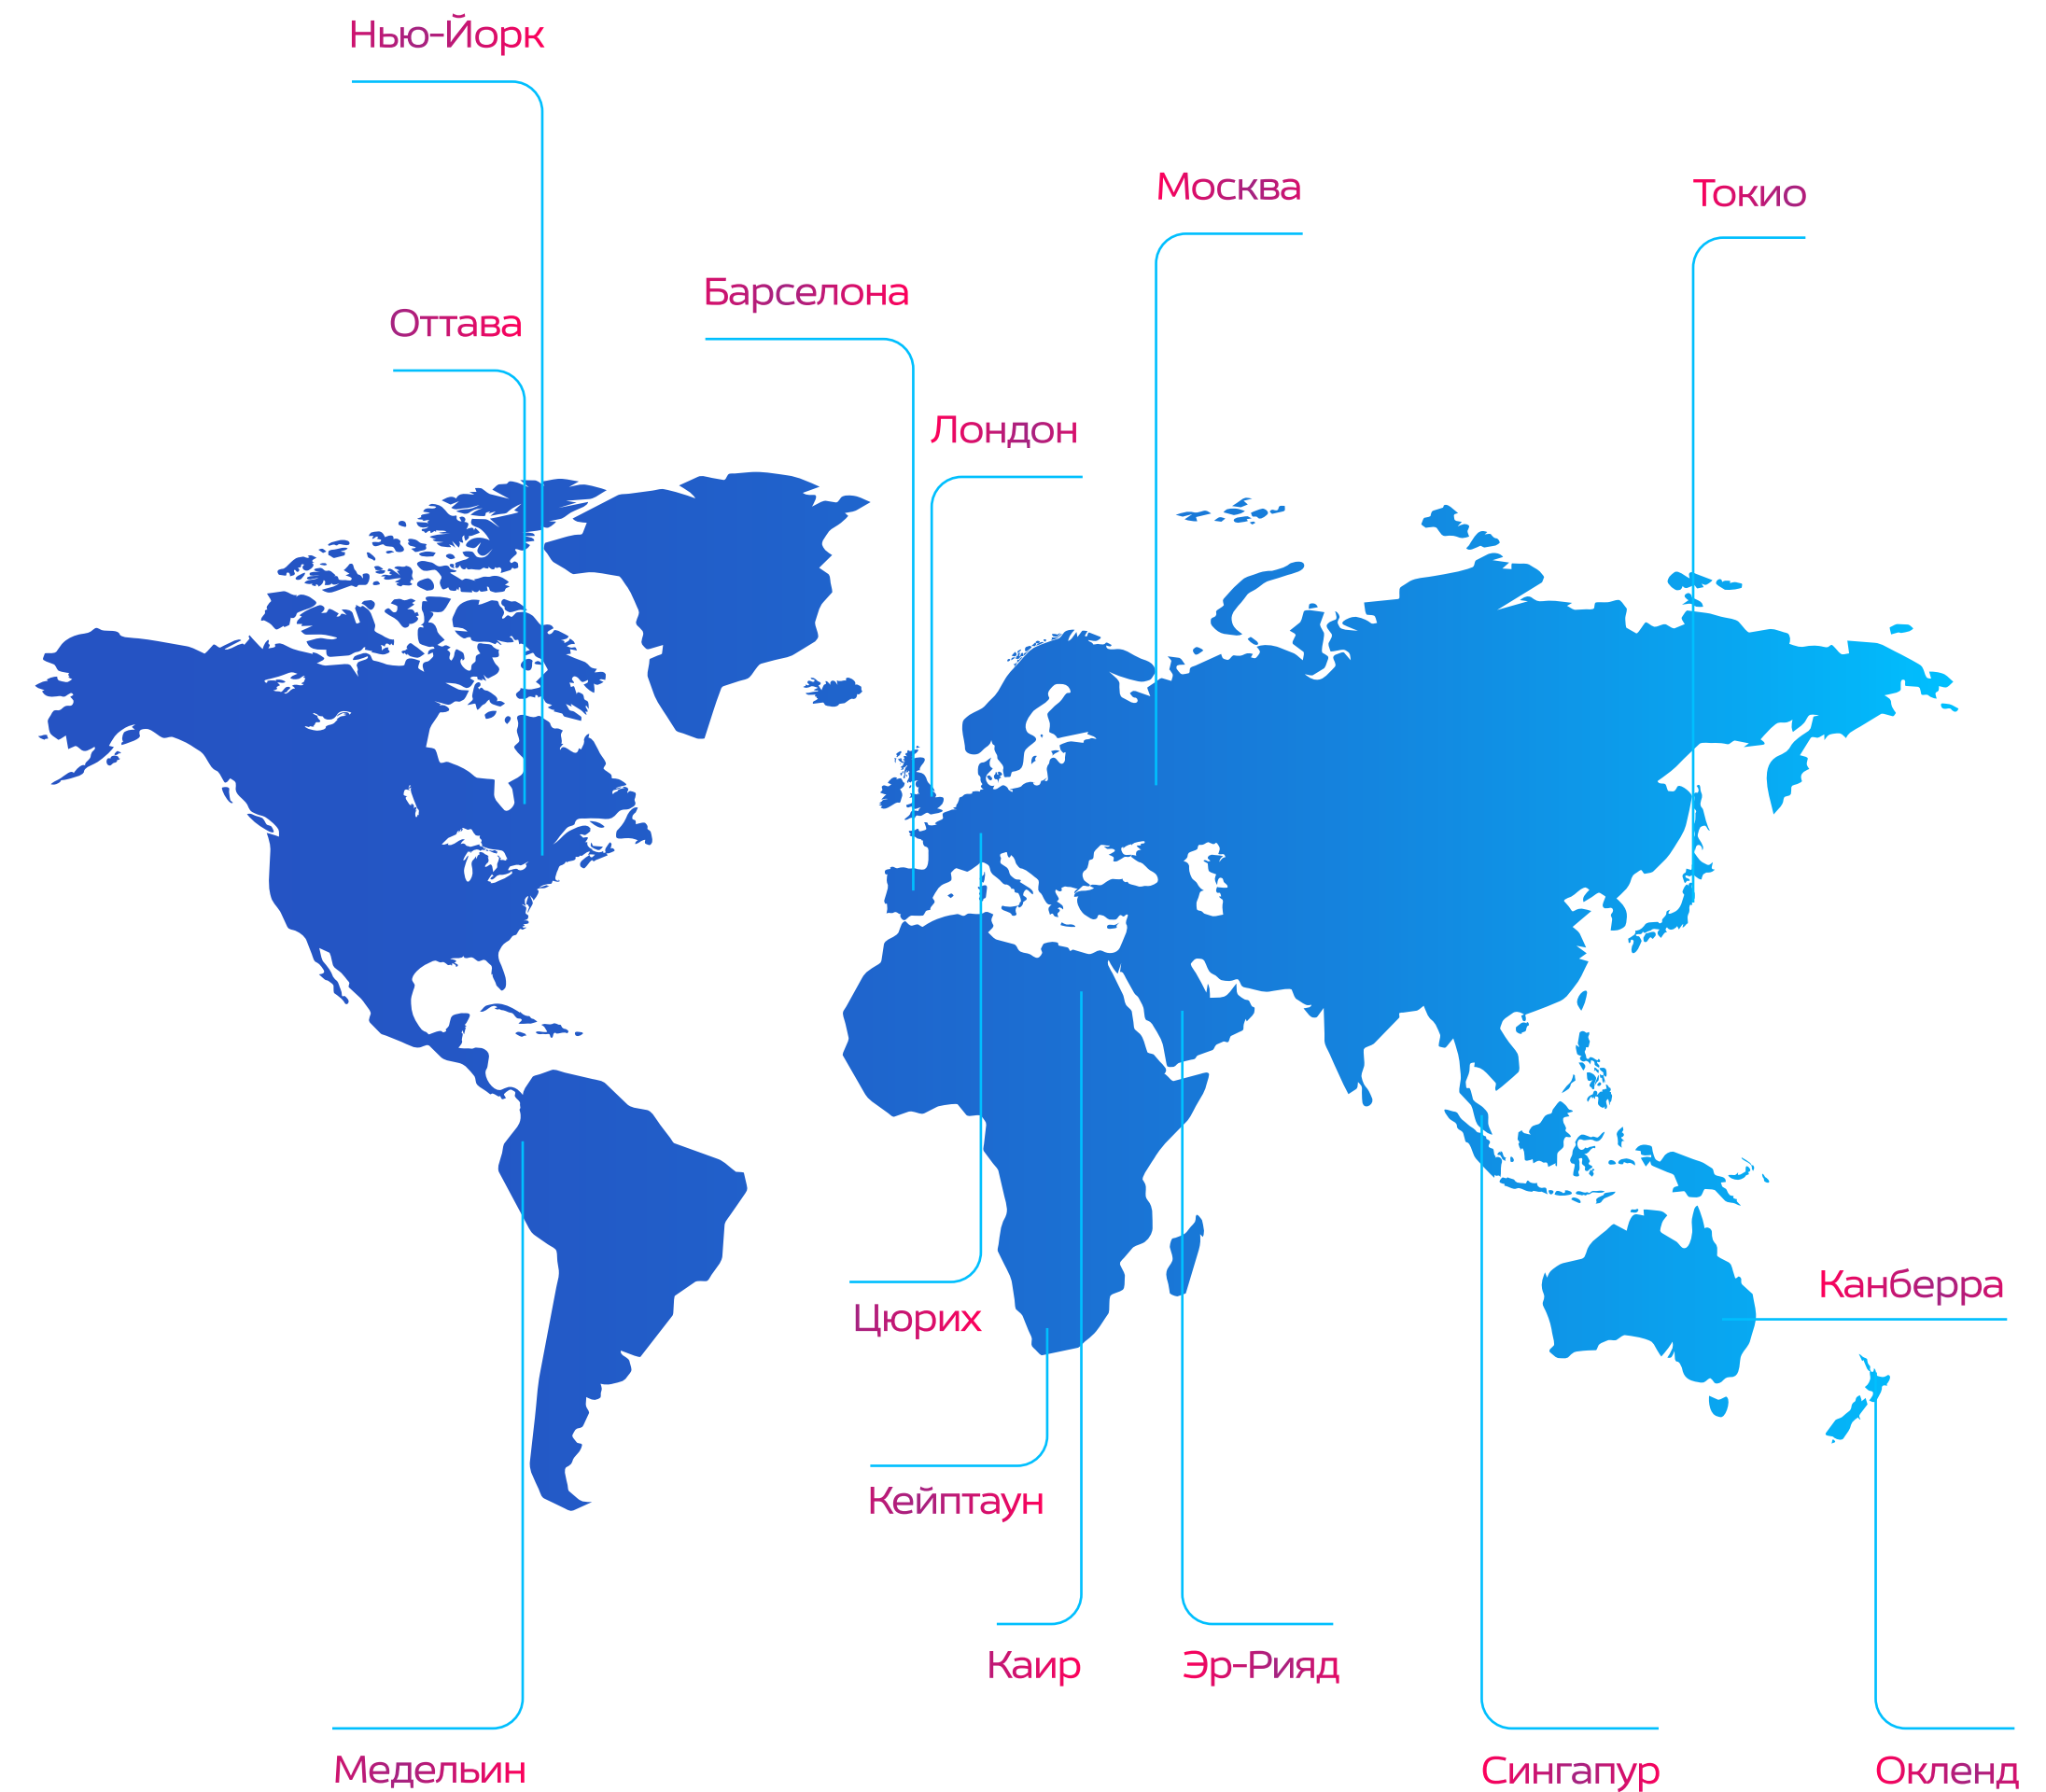 Нью-Йорк
Москва
Токио
Барселона
Оттава
Лондон
Канберра
Цюрих
Кейптаун
Каир
Эр-Рияд
Медельин
Сингапур
Окленд